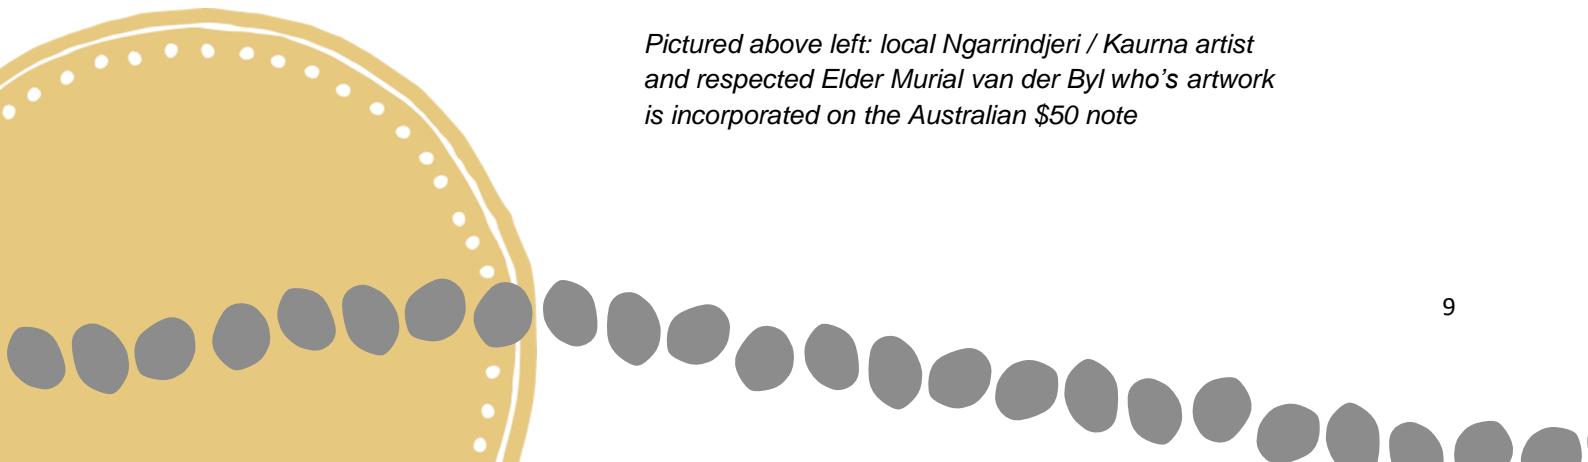 Pictured above left: local Ngarrindjeri / Kaurna artist
and respected Elder Murial van der Byl who's artwork
is incorporated on the Australian $50 note
9